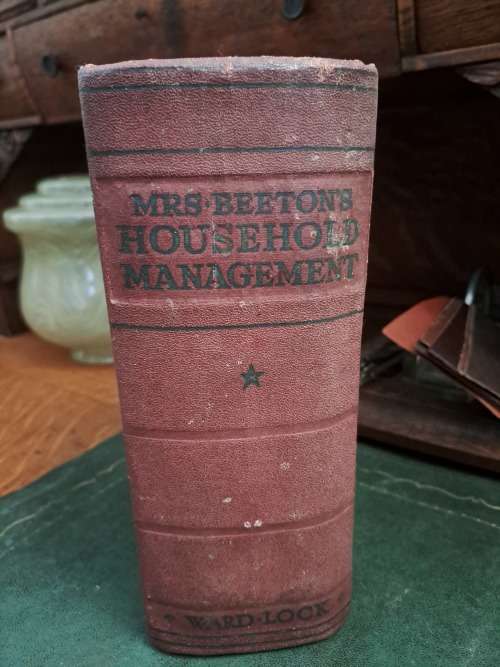 MRS·BEETON'S
HOUSEHOLD
MANAGEMENT
WARD·LOCK